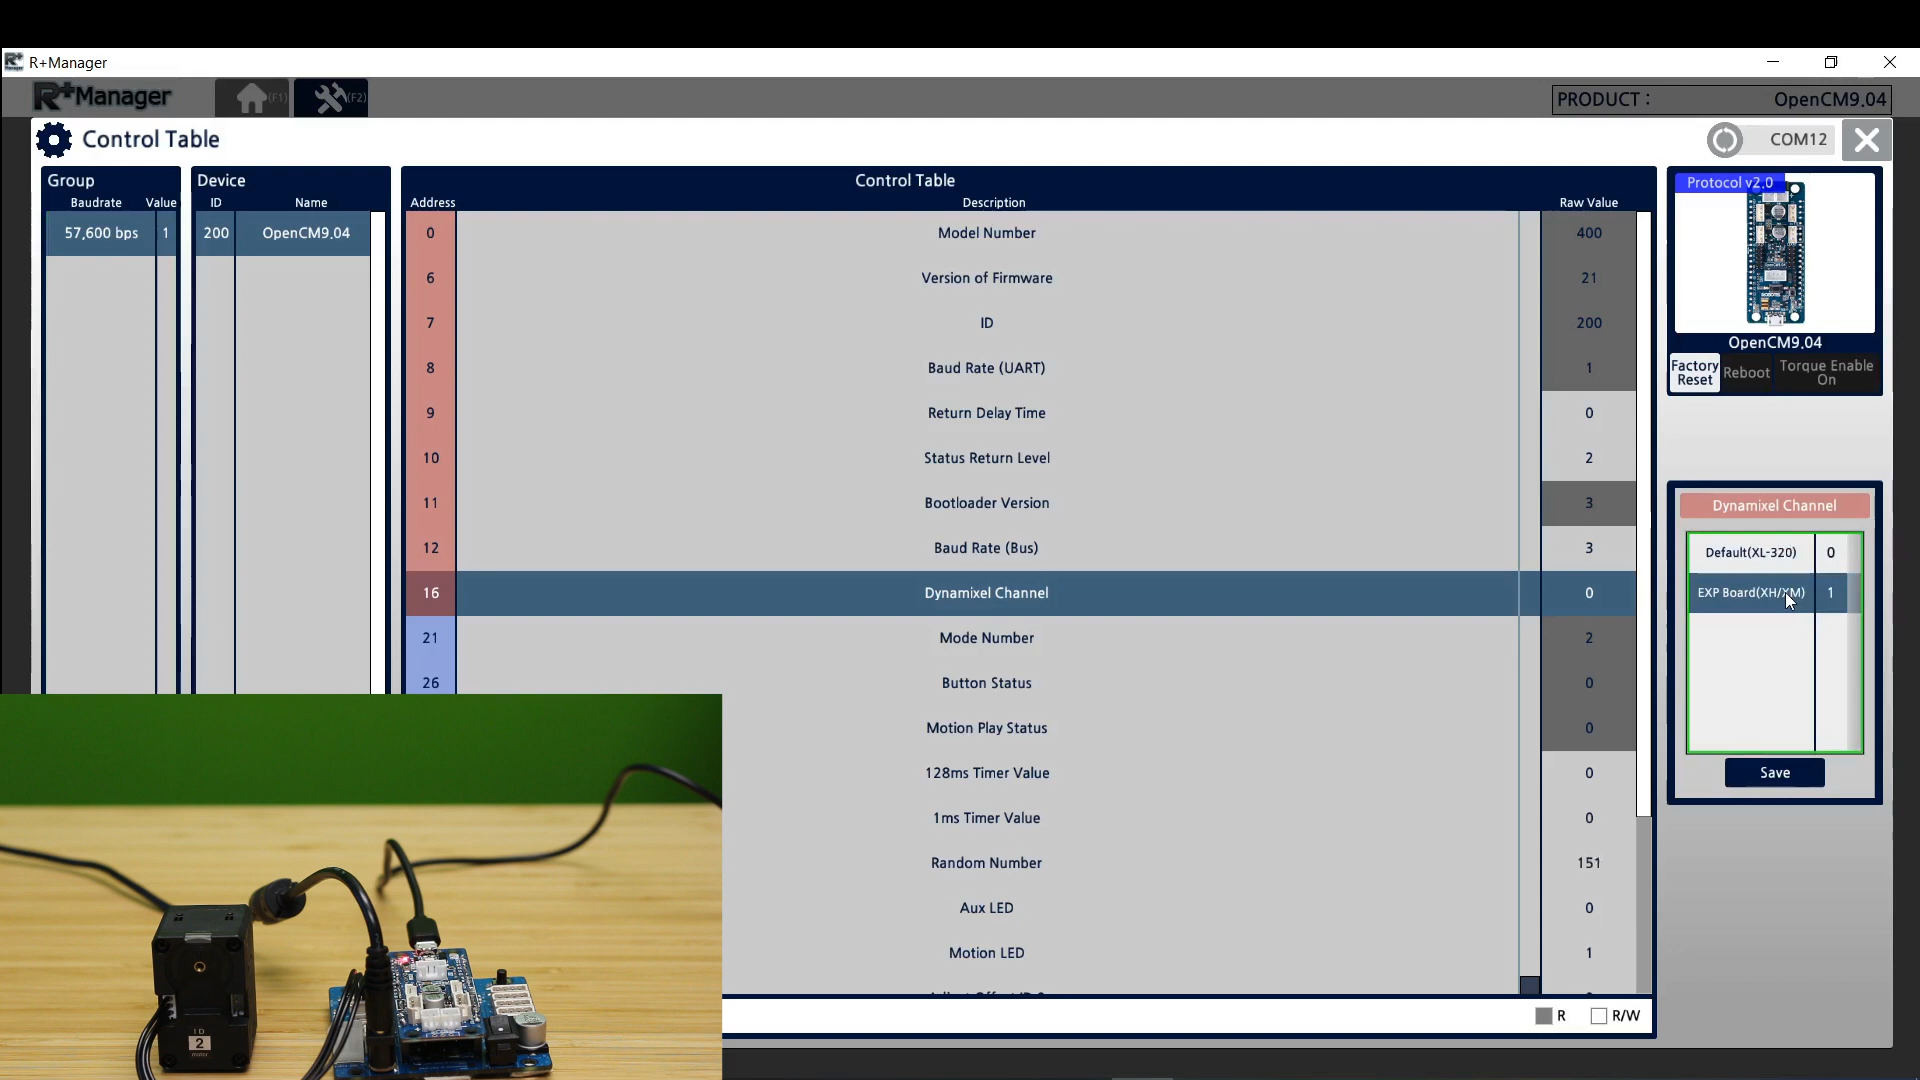 R+Manager
R+Manager (F1) (F2) PRODUCT : OpenCM9.04
Control Table COM12
Group Device Control Table
Baudrate Value ID Name Address Description Raw Value
57,600 bps 1 200 OpenCM9.04
0 Model Number 400
6 Version of Firmware 21
7 ID 200
8 Baud Rate (UART) 1
9 Return Delay Time 0
10 Status Return Level 2
11 Bootloader Version 3
12 Baud Rate (Bus) 3
16 Dynamixel Channel 0
21 Mode Number 2
26 Button Status 0
Motion Play Status 0
128ms Timer Value 0
1ms Timer Value 0
Random Number 151
Aux LED 0
Motion LED 1
R R/W
Protocol v2.0
OpenCM9.04
Factory Reset
Reboot
Torque Enable
On
Dynamixel Channel
Default(XL-320) 0
EXP Board(XH/XM) 1
Save
ID
2